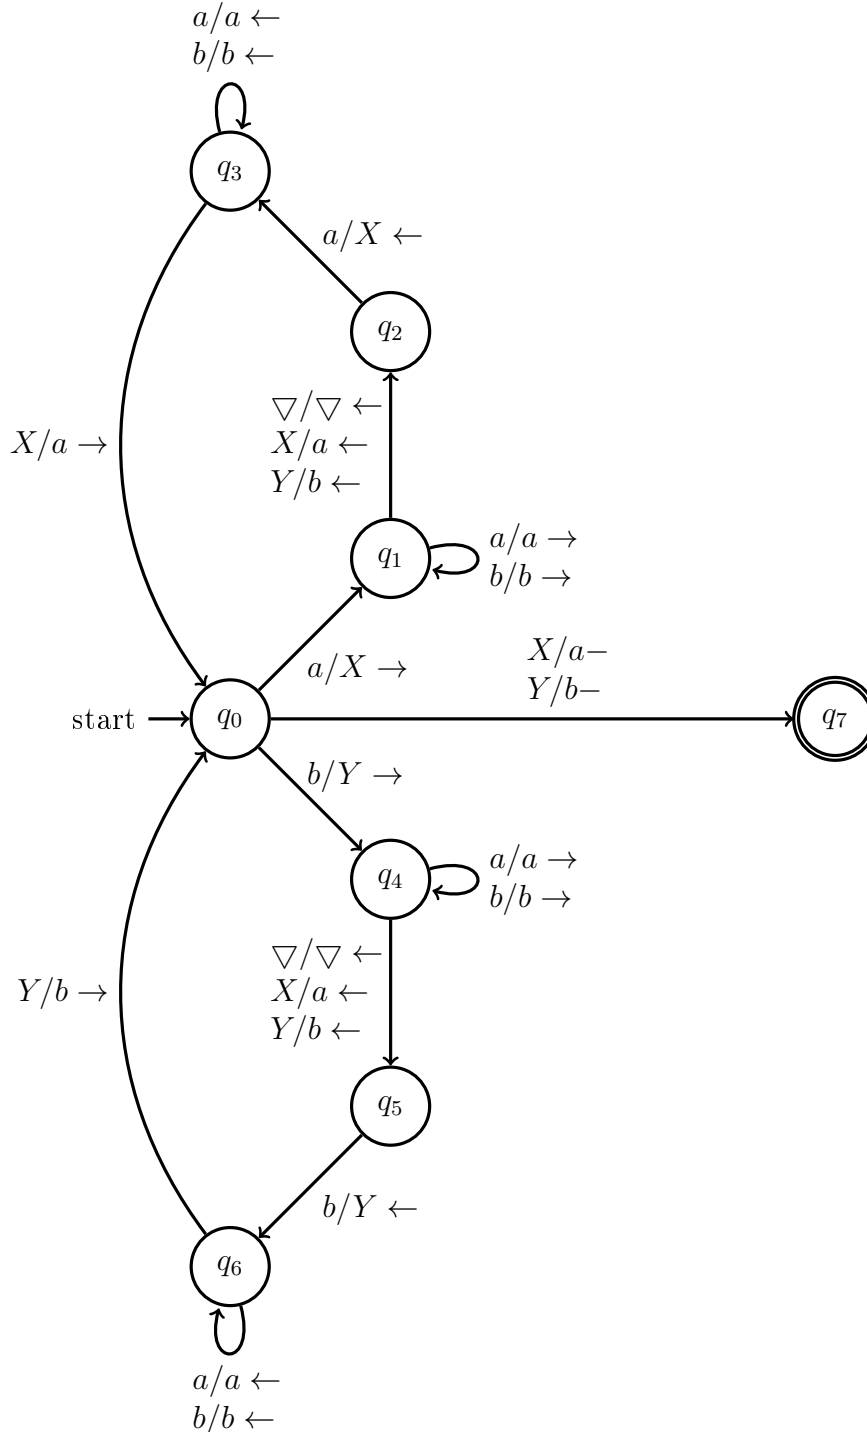 a/a ←
b/b ←
q₃
a/X ←
q₂
▽/▽ ←
X/a ←
Y/b ←
X/a →
q₁
a/a →
b/b →
a/X →
X/a−
Y/b−
start
q₀
q₇
b/Y →
q₄
a/a →
b/b →
▽/▽ ←
X/a ←
Y/b ←
Y/b →
q₅
b/Y ←
q₆
a/a ←
b/b ←